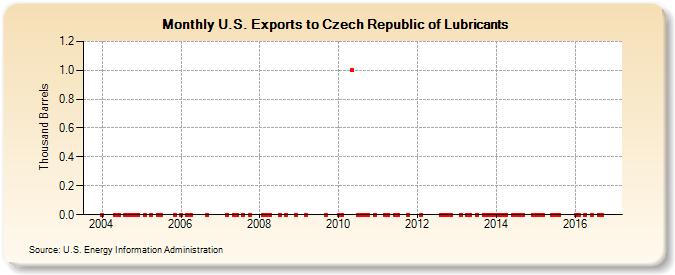 Monthly U.S. Exports to Czech Republic of Lubricants
Thousand Barrels
1.2
1.0
0.8
0.6
0.4
0.2
0.0
2004 2006 2008 2010 2012 2014 2016
Source: U.S. Energy Information Administration